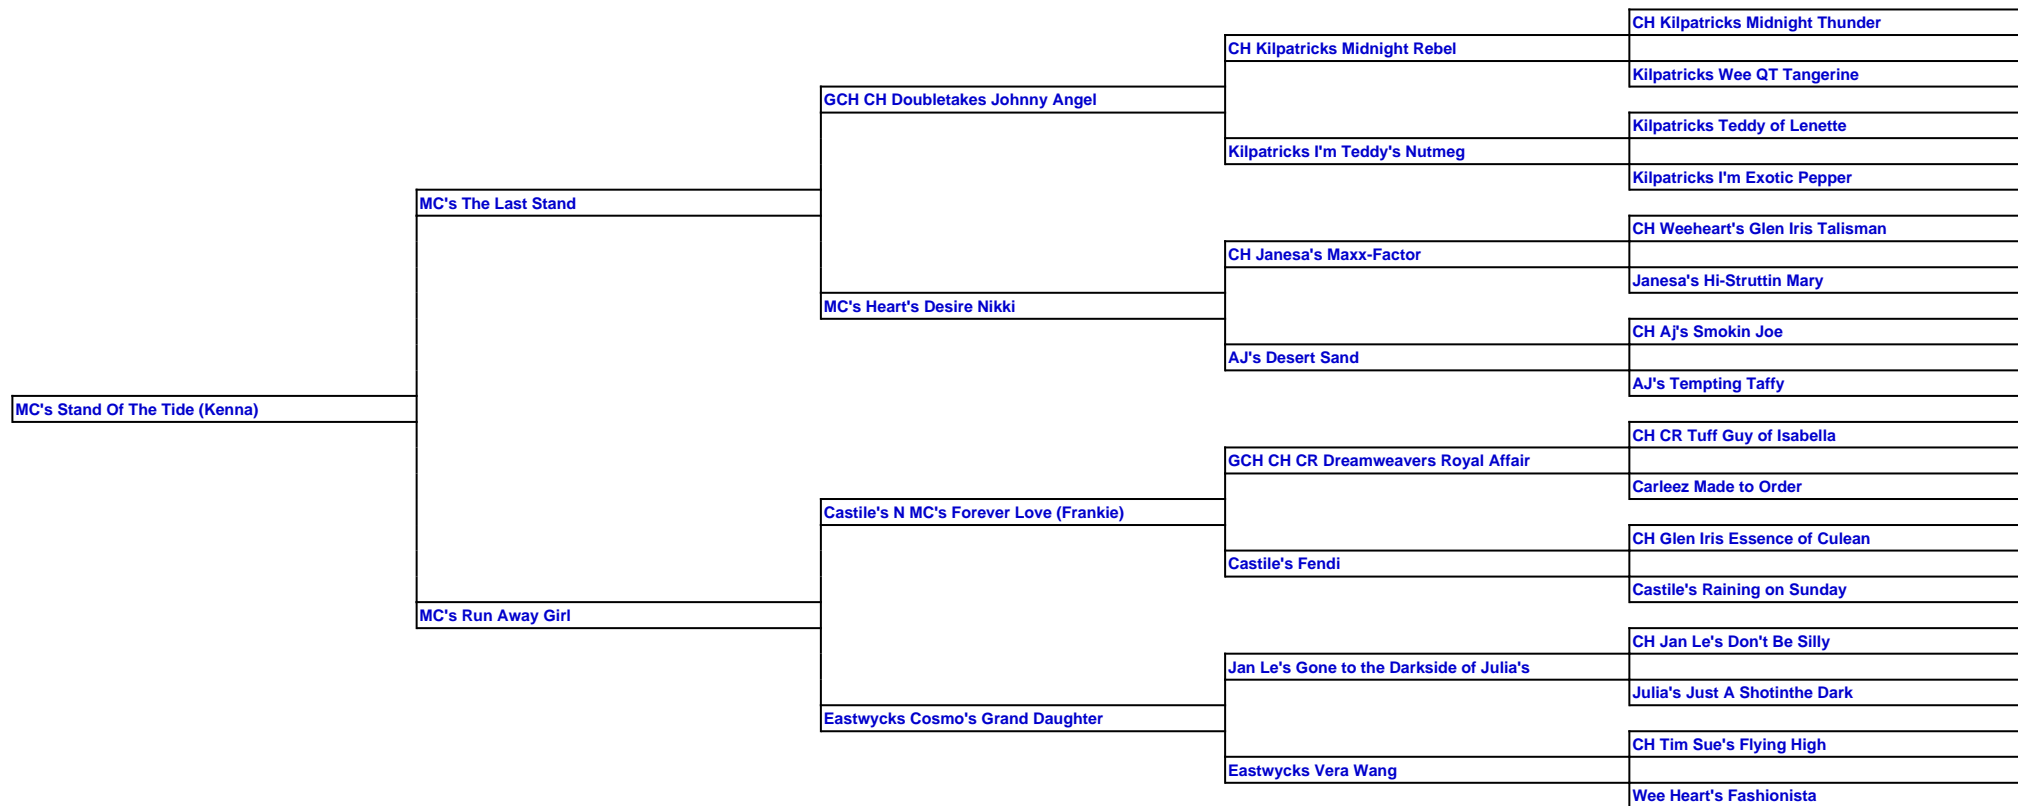 CH Kilpatricks Midnight Thunder
CH Kilpatricks Midnight Rebel
Kilpatricks Wee QT Tangerine
GCH CH Doubletakes Johnny Angel
Kilpatricks Teddy of Lenette
Kilpatricks I'm Teddy's Nutmeg
Kilpatricks I'm Exotic Pepper
MC's The Last Stand
CH Weeheart's Glen Iris Talisman
CH Janesa's Maxx-Factor
Janesa's Hi-Struttin Mary
MC's Heart's Desire Nikki
CH Aj's Smokin Joe
AJ's Desert Sand
AJ's Tempting Taffy
MC's Stand Of The Tide (Kenna)
CH CR Tuff Guy of Isabella
GCH CH CR Dreamweavers Royal Affair
Carleez Made to Order
Castile's N MC's Forever Love (Frankie)
CH Glen Iris Essence of Culean
Castile's Fendi
Castile's Raining on Sunday
MC's Run Away Girl
CH Jan Le's Don't Be Silly
Jan Le's Gone to the Darkside of Julia's
Julia's Just A Shotinthe Dark
Eastwycks Cosmo's Grand Daughter
CH Tim Sue's Flying High
Eastwycks Vera Wang
Wee Heart's Fashionista